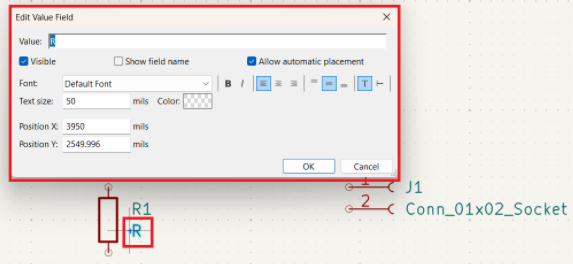 Edit Value Field
Value: R
Visible Show field name Allow automatic placement
Font: Default Font B I T T
Text size: 50 mils Color:
Position X: 3950 mils
Position Y: 2549.996 mils
OK Cancel
1 J1
R1 2 Conn_01x02_Socket
R